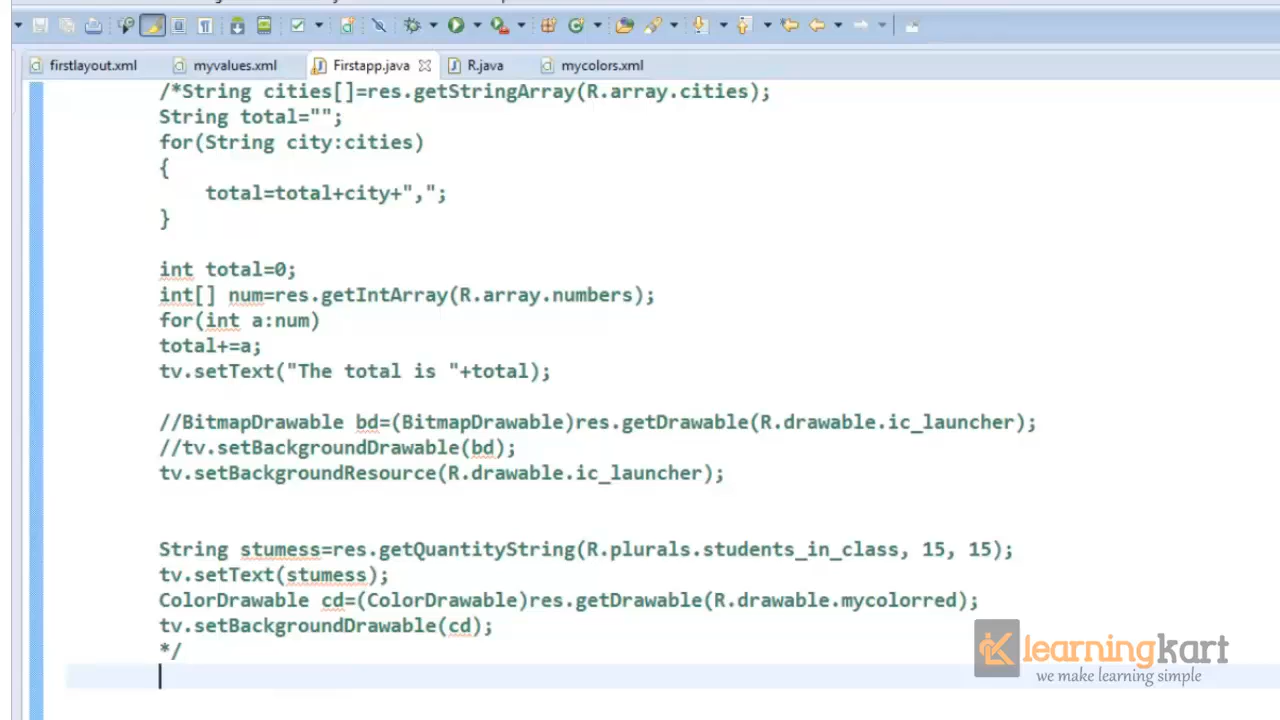 firstlayout.xml myvalues.xml Firstapp.java R.java mycolors.xml
/*String cities[]=res.getStringArray(R.array.cities);
String total="";
for(String city:cities)
{
total=total+city+",";
}
int total=0;
int[] num=res.getIntArray(R.array.numbers);
for(int a:num)
total+=a;
tv.setText("The total is "+total);
//BitmapDrawable bd=(BitmapDrawable)res.getDrawable(R.drawable.ic_launcher);
//tv.setBackgroundDrawable(bd);
tv.setBackgroundResource(R.drawable.ic_launcher);
String stumess=res.getQuantityString(R.plurals.students_in_class, 15, 15);
tv.setText(stumess);
ColorDrawable cd=(ColorDrawable)res.getDrawable(R.drawable.mycolorred);
tv.setBackgroundDrawable(cd);
*/
learningkart
we make learning simple